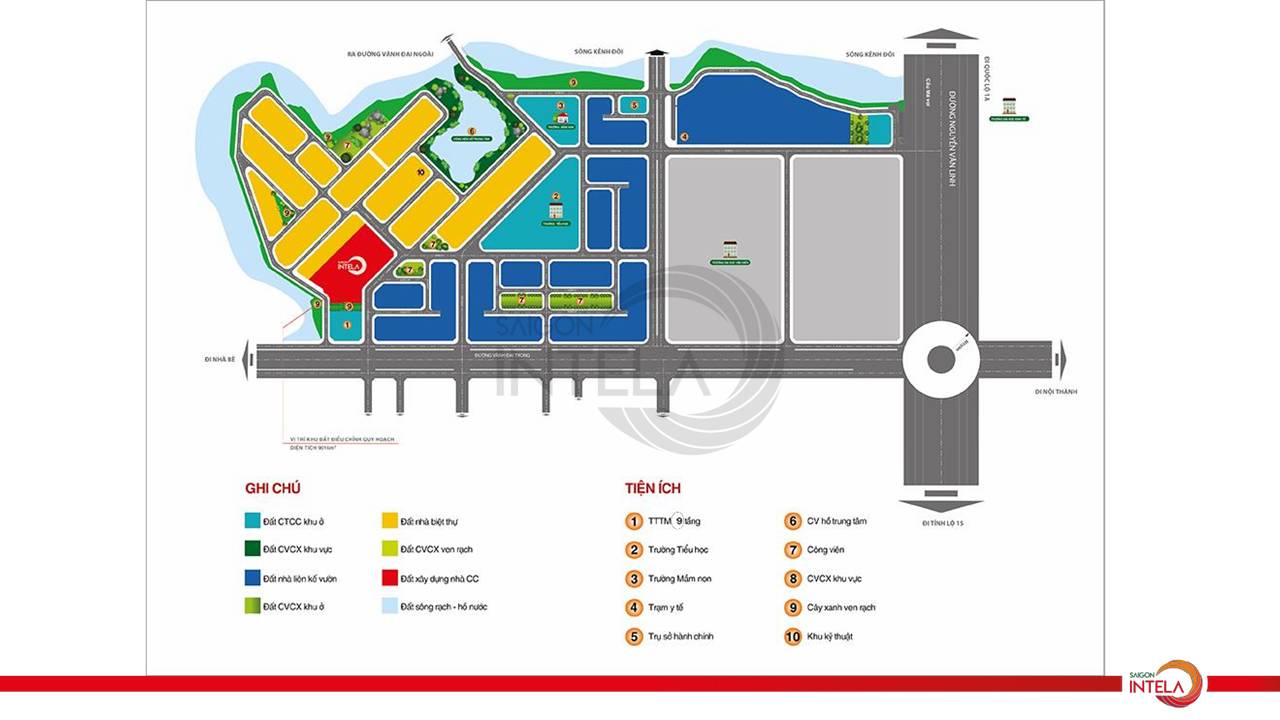 RA ĐƯỜNG VÀNH ĐAI NGOÀI
SÔNG KÊNH ĐÔI
SÔNG KÊNH ĐÔI
ĐI QUỐC LỘ 1A
ĐƯỜNG NGUYỄN VĂN LINH
9
3
5
4
6
7
10
2
TRƯỜNG TIỂU HỌC
9
7
SAIGON
INTELA
7
7
7
9
9
1
SAIGON
INTELA
ĐI NHÀ BÈ
ĐƯỜNG VÀNH ĐAI TRONG
ĐI NỘI THÀNH
VỊ TRÍ KHU ĐẤT ĐIỀU CHỈNH QUY HOẠCH
ĐI TỈNH LỘ 15
GHI CHÚ
Đất CTCC khu ở
Đất nhà biệt thự
Đất CVCX khu vực
Đất CVCX ven rạch
Đất nhà liên kế vườn
Đất xây dựng nhà CC
Đất CVCX khu ở
Đất sông rạch - hồ nước
TIỆN ÍCH
1 TTTM 9 tầng
6 CV hồ trung tâm
2 Trường Tiểu học
7 Công viên
3 Trường Mầm non
8 CVCX khu vực
4 Trạm y tế
9 Cây xanh ven rạch
5 Trụ sở hành chính
10 Khu kỹ thuật
SAIGON
INTELA